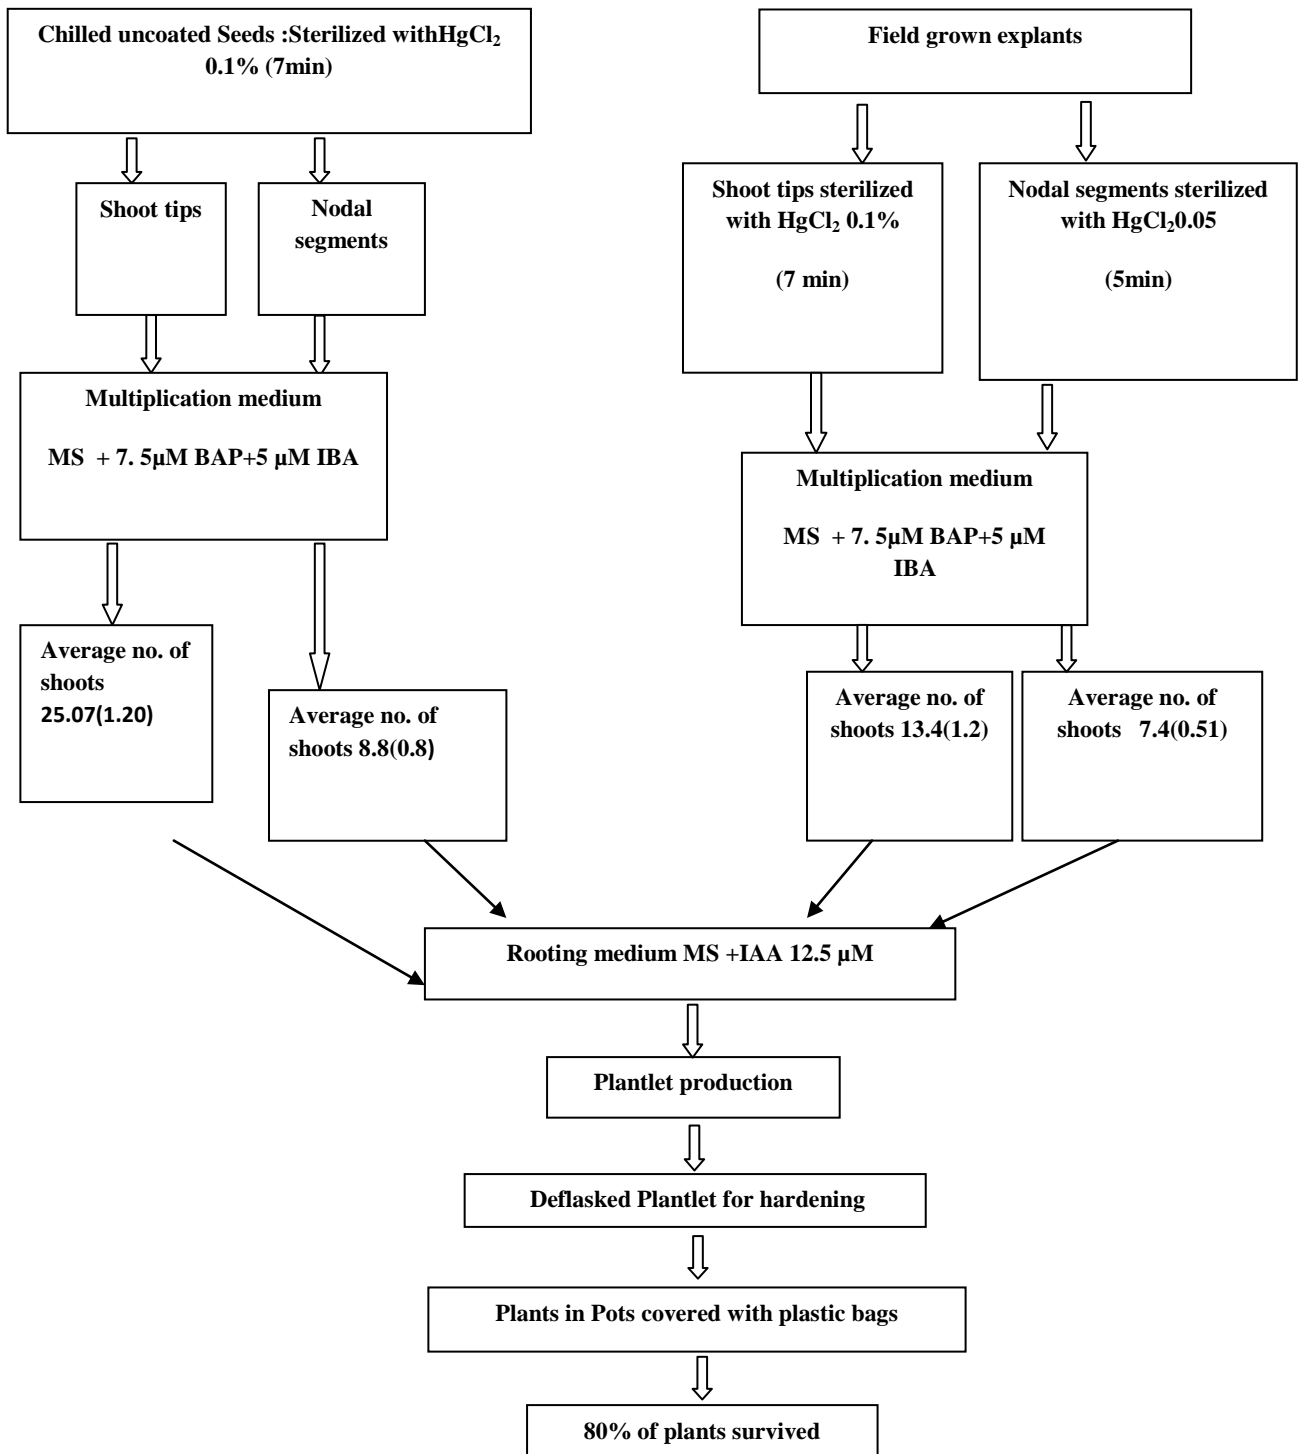 Chilled uncoated Seeds :Sterilized withHgCl₂
0.1% (7min)
Field grown explants
Shoot tips
Nodal
segments
Shoot tips sterilized
with HgCl₂ 0.1%
(7 min)
Nodal segments sterilized
with HgCl₂0.05
(5min)
Multiplication medium
MS + 7. 5µM BAP+5 µM IBA
Multiplication medium
MS + 7. 5µM BAP+5 µM
IBA
Average no. of
shoots
25.07(1.20)
Average no. of
shoots 8.8(0.8)
Average no. of
shoots 13.4(1.2)
Average no. of
shoots 7.4(0.51)
Rooting medium MS +IAA 12.5 µM
Plantlet production
Deflasked Plantlet for hardening
Plants in Pots covered with plastic bags
80% of plants survived